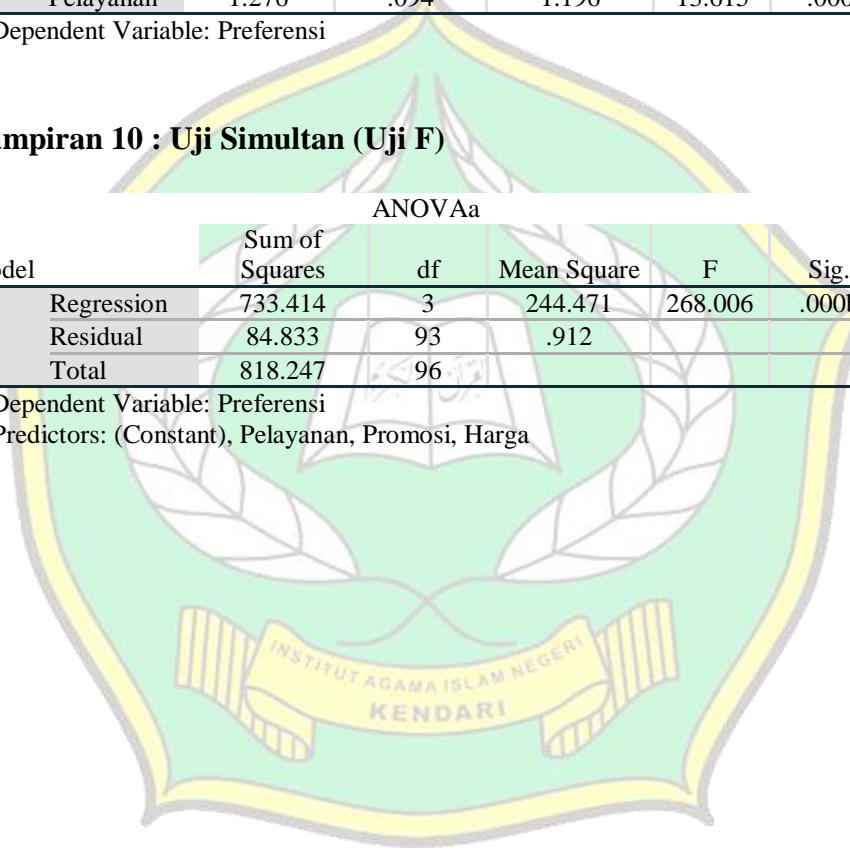 Pelayanan 1.276 .094 1.196 13.615 .000
Dependent Variable: Preferensi
mpiran 10 : Uji Simultan (Uji F)
ANOVAa
del Sum of Squares df Mean Square F Sig.
Regression 733.414 3 244.471 268.006 .000b
Residual 84.833 93 .912
Total 818.247 96
Dependent Variable: Preferensi
Predictors: (Constant), Pelayanan, Promosi, Harga
INSTITUT AGAMA ISLAM NEGERI
KENDARI